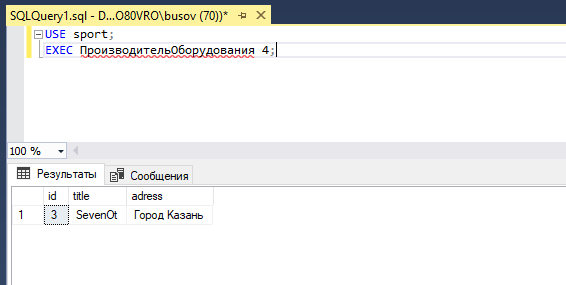 SQLQuery1.sql - D...O80VRO\busov (70))*
USE sport;
EXEC ПроизводительОборудования 4;
100 %
Результаты Сообщения
id title adress
1 3 SevenOt Город Казань